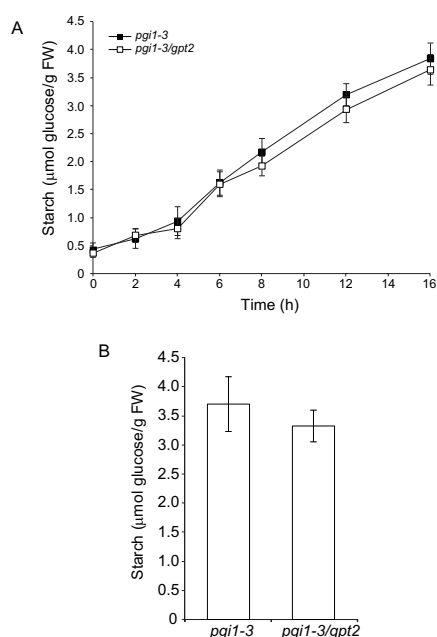 A
pgi1-3
pgi1-3/gpt2
Starch (μmol glucose/g FW)
4.5
4.0
3.5
3.0
2.5
2.0
1.5
1.0
0.5
0
0 2 4 6 8 10 12 14 16
Time (h)
B
Starch (μmol glucose/g FW)
4.5
4.0
3.5
3.0
2.5
2.0
1.5
1.0
0.5
0
pgi1-3 pgi1-3/gpt2